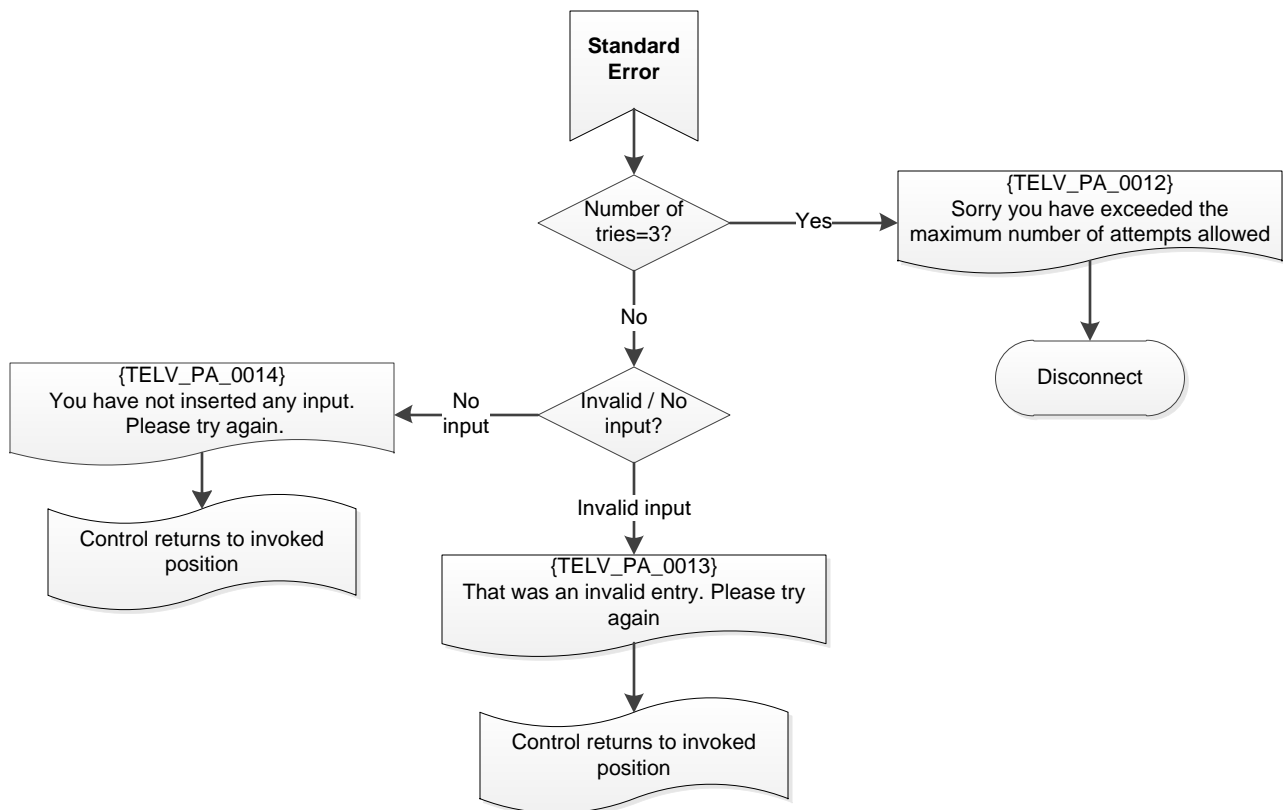 Standard
Error
Number of
tries=3?
Yes
{TELV_PA_0012}
Sorry you have exceeded the
maximum number of attempts allowed
Disconnect
No
Invalid / No
input?
No
input
{TELV_PA_0014}
You have not inserted any input.
Please try again.
Control returns to invoked
position
Invalid input
{TELV_PA_0013}
That was an invalid entry. Please try
again
Control returns to invoked
position